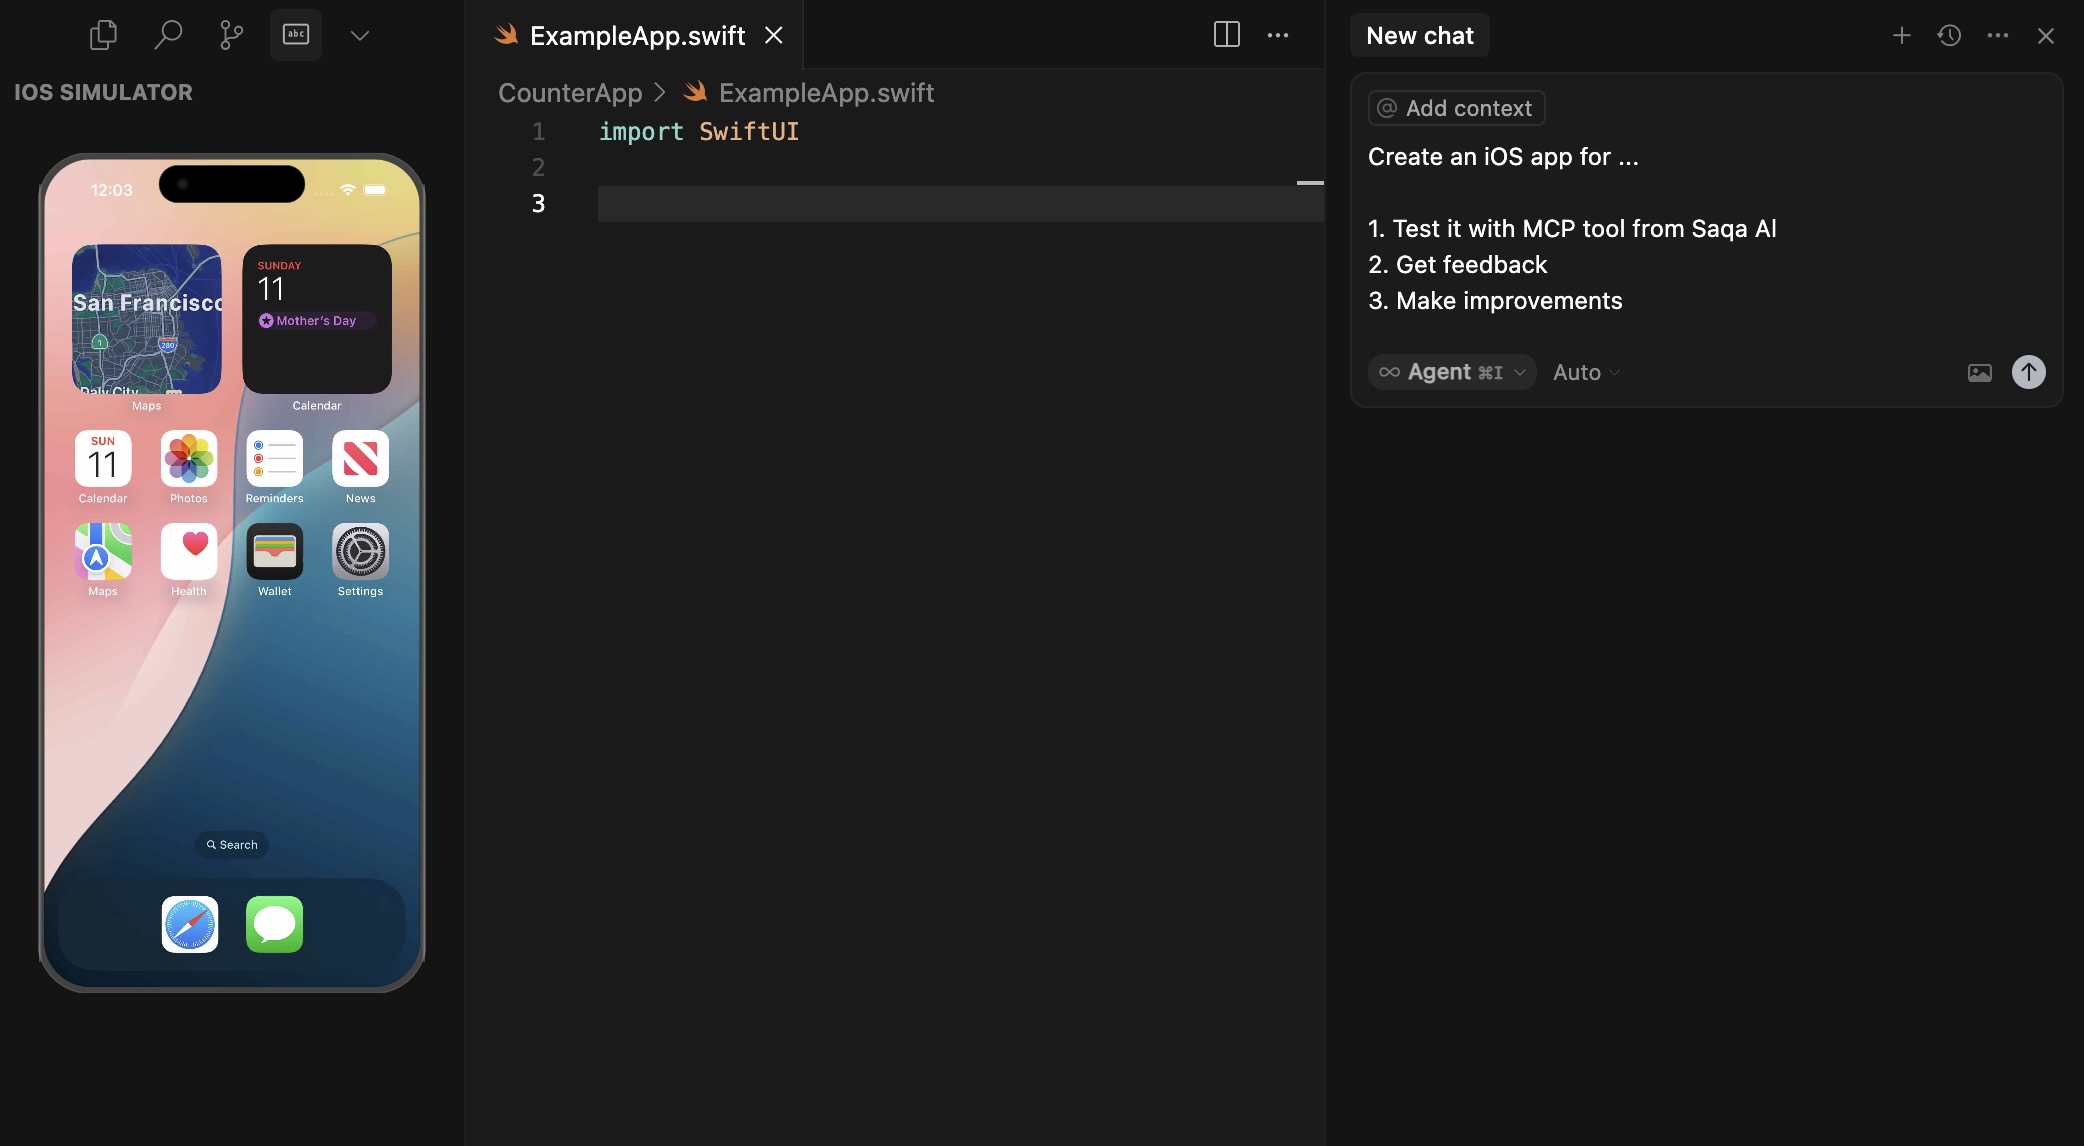 abc
IOS SIMULATOR
12:03
San Francisco
1
280
Daly City
Maps
SUNDAY
11
Mother's Day
Calendar
SUN
11
Calendar
Photos
Reminders
News
Maps
Health
Wallet
Settings
Search
ExampleApp.swift
CounterApp > ExampleApp.swift
1 import SwiftUI
2
3
New chat
@ Add context
Create an iOS app for ...
1. Test it with MCP tool from Saqa AI
2. Get feedback
3. Make improvements
Agent ⌘I
Auto